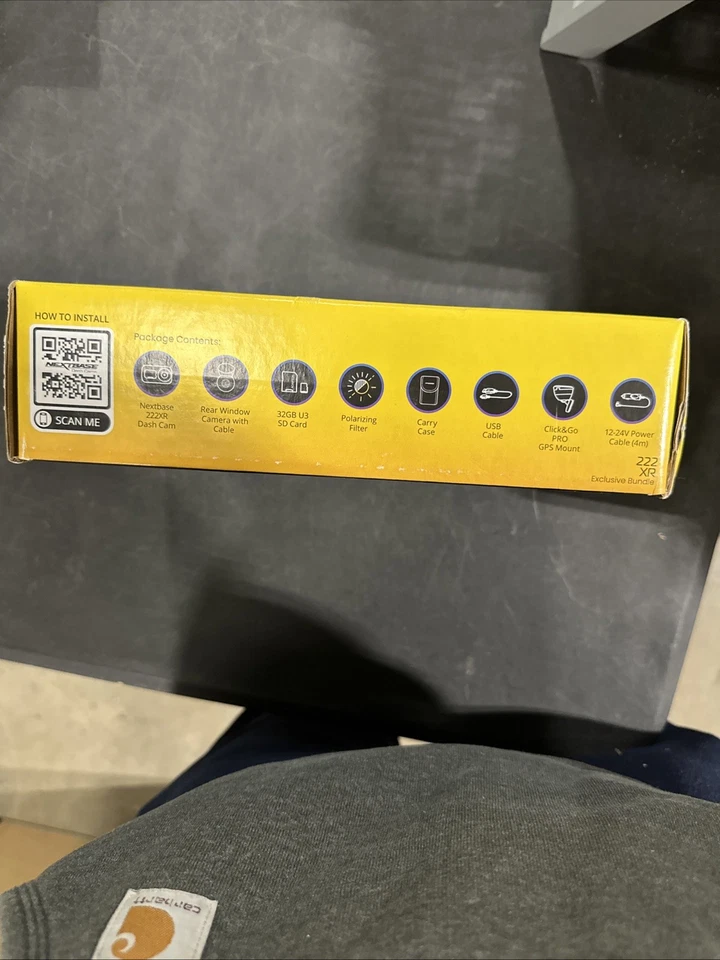 HOW TO INSTALL
NEXTBASE
SCAN ME
Package Contents:
Nextbase
222XR
Dash Cam
Rear Window
Camera with
Cable
32GB U3
SD Card
Polarizing
Filter
Carry
Case
USB
Cable
Click&Go
PRO
GPS Mount
12-24V Power
Cable (4m)
222
XR
Exclusive Bundle
carhartt